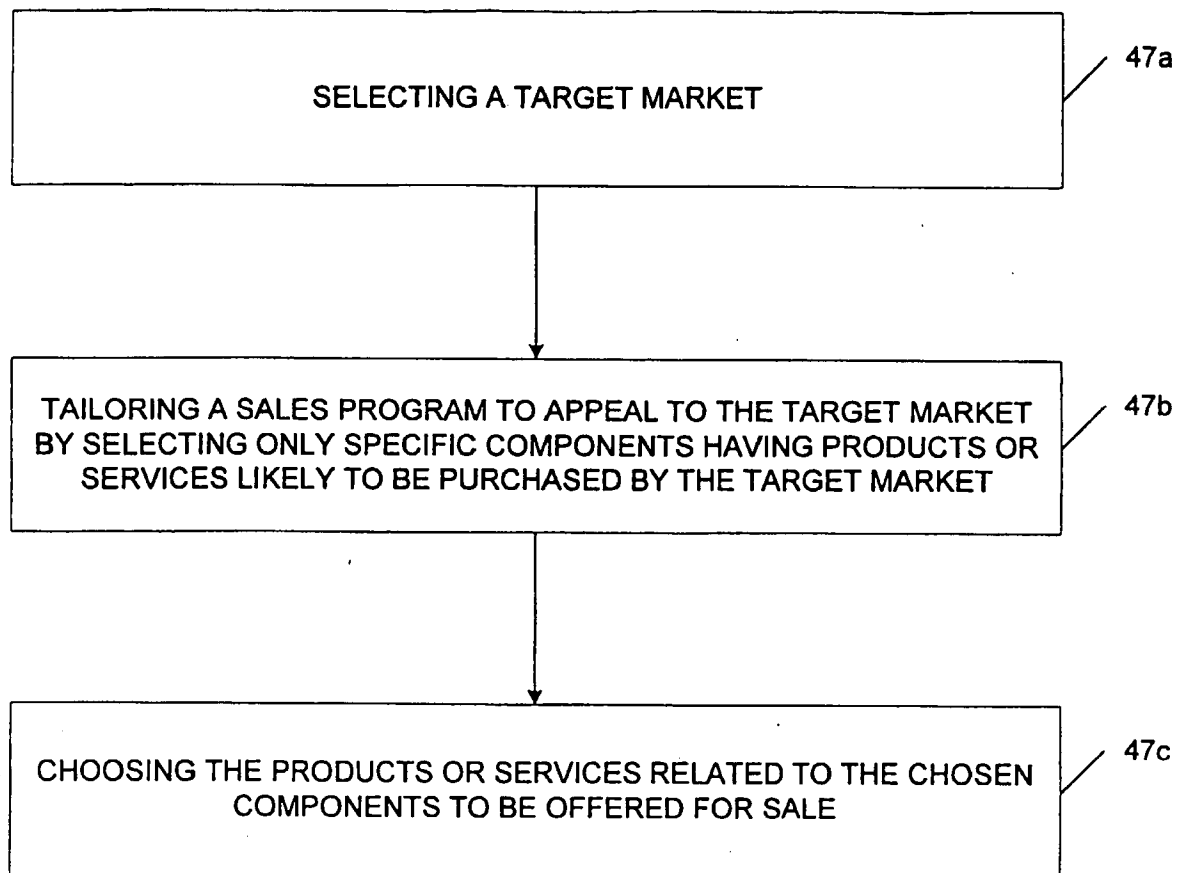 SELECTING A TARGET MARKET
47a
TAILORING A SALES PROGRAM TO APPEAL TO THE TARGET MARKET
BY SELECTING ONLY SPECIFIC COMPONENTS HAVING PRODUCTS OR
SERVICES LIKELY TO BE PURCHASED BY THE TARGET MARKET
47b
CHOOSING THE PRODUCTS OR SERVICES RELATED TO THE CHOSEN
COMPONENTS TO BE OFFERED FOR SALE
47c